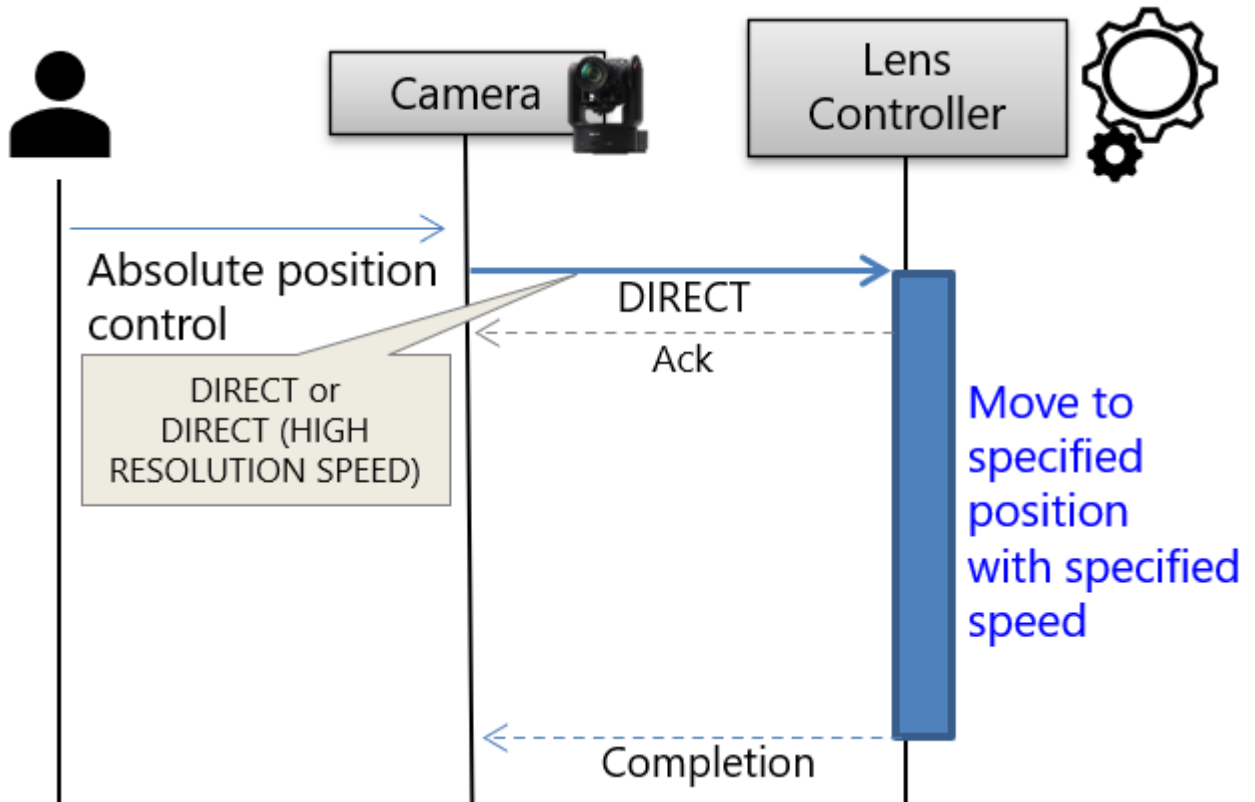 Camera
Lens
Controller
Absolute position
control
DIRECT
Ack
DIRECT or
DIRECT (HIGH
RESOLUTION SPEED)
Move to
specified
position
with specified
speed
Completion